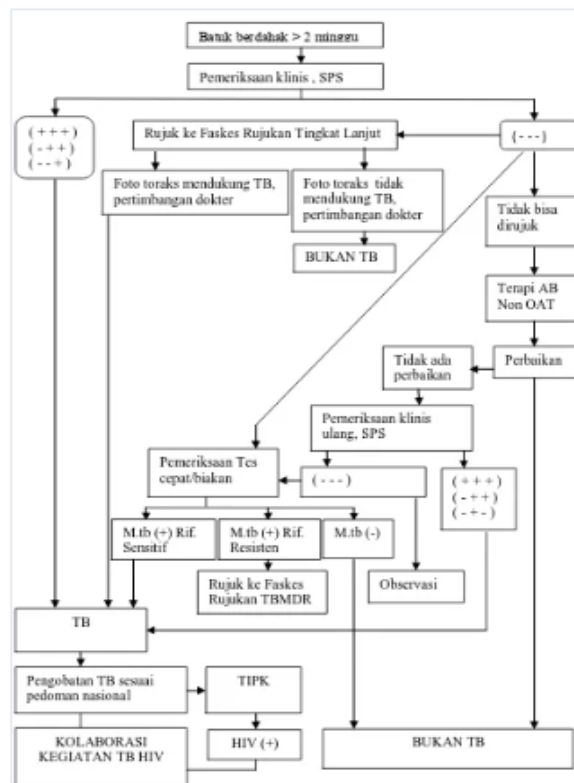 Batuk berdahak > 2 minggu
Pemeriksaan klinis , SPS
( + + + )
( - + + )
( - - + )
Rujuk ke Faskes Rujukan Tingkat Lanjut
( - - - )
Foto toraks mendukung TB,
pertimbangan dokter
Foto toraks tidak
mendukung TB,
pertimbangan dokter
Tidak bisa
dirujuk
BUKAN TB
Terapi AB
Non OAT
Tidak ada
perbaikan
Perbaikan
Pemeriksaan klinis
ulang, SPS
Pemeriksaan Tes
cepat/biakan
( - - - )
( + + + )
( - + + )
( - + - )
M.tb (+) Rif.
Sensitif
M.tb (+) Rif.
Resisten
M.tb (-)
Rujuk ke Faskes
Rujukan TBMDR
Observasi
TB
Pengobatan TB sesuai
pedoman nasional
TIPK
KOLABORASI
KEGIATAN TB HIV
HIV (+)
BUKAN TB